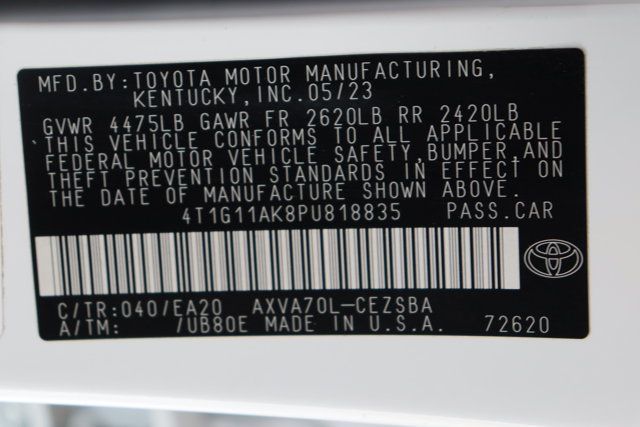 MFD.BY:TOYOTA MOTOR MANUFACTURING,
KENTUCKY,INC.05/23
GVWR 4475LB GAWR FR 2620LB RR 2420LB
THIS VEHICLE CONFORMS TO ALL APPLICABLE
FEDERAL MOTOR VEHICLE SAFETY,BUMPER,AND
THEFT PREVENTION STANDARDS IN EFFECT ON
THE DATE OF MANUFACTURE SHOWN ABOVE.
4T1G11AK8PU818835 PASS.CAR
C/TR:040/EA20 AXVA70L-CEZSBA
A/TM: /UB80E MADE IN U.S.A. 72620